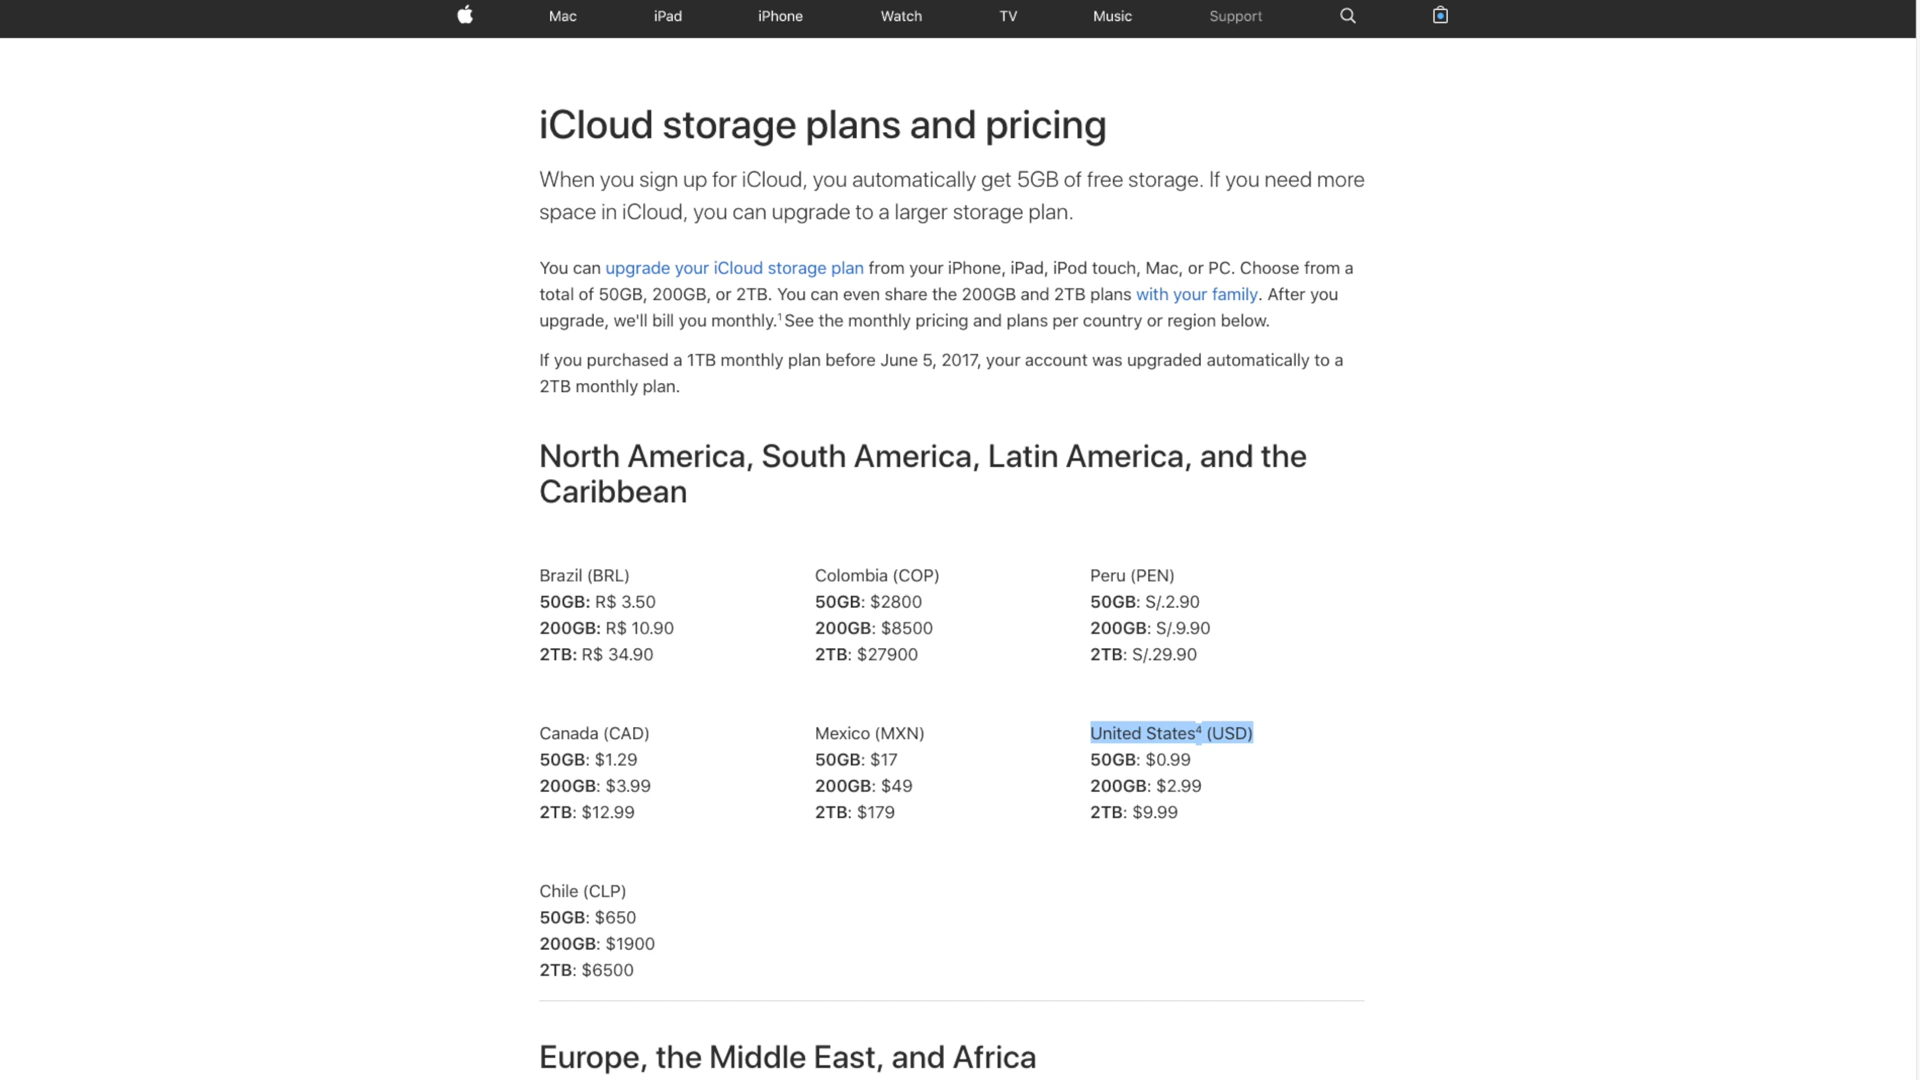 Mac iPad iPhone Watch TV Music Support
iCloud storage plans and pricing
When you sign up for iCloud, you automatically get 5GB of free storage. If you need more
space in iCloud, you can upgrade to a larger storage plan.
You can upgrade your iCloud storage plan from your iPhone, iPad, iPod touch, Mac, or PC. Choose from a
total of 50GB, 200GB, or 2TB. You can even share the 200GB and 2TB plans with your family. After you
upgrade, we'll bill you monthly.¹ See the monthly pricing and plans per country or region below.
If you purchased a 1TB monthly plan before June 5, 2017, your account was upgraded automatically to a
2TB monthly plan.
North America, South America, Latin America, and the
Caribbean
Brazil (BRL)
50GB: R$ 3.50
200GB: R$ 10.90
2TB: R$ 34.90
Colombia (COP)
50GB: $2800
200GB: $8500
2TB: $27900
Peru (PEN)
50GB: S/.2.90
200GB: S/.9.90
2TB: S/.29.90
Canada (CAD)
50GB: $1.29
200GB: $3.99
2TB: $12.99
Mexico (MXN)
50GB: $17
200GB: $49
2TB: $179
United States⁴ (USD)
50GB: $0.99
200GB: $2.99
2TB: $9.99
Chile (CLP)
50GB: $650
200GB: $1900
2TB: $6500
Europe, the Middle East, and Africa